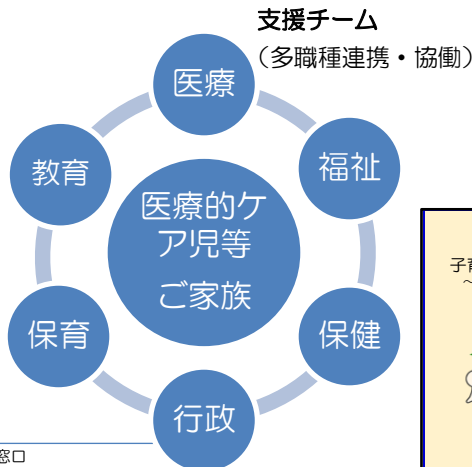 支援チーム
（多職種連携・協働）
医療
教育
福祉
医療的ケ
ア児等
ご家族
保育
保健
行政
窓口
子育
～